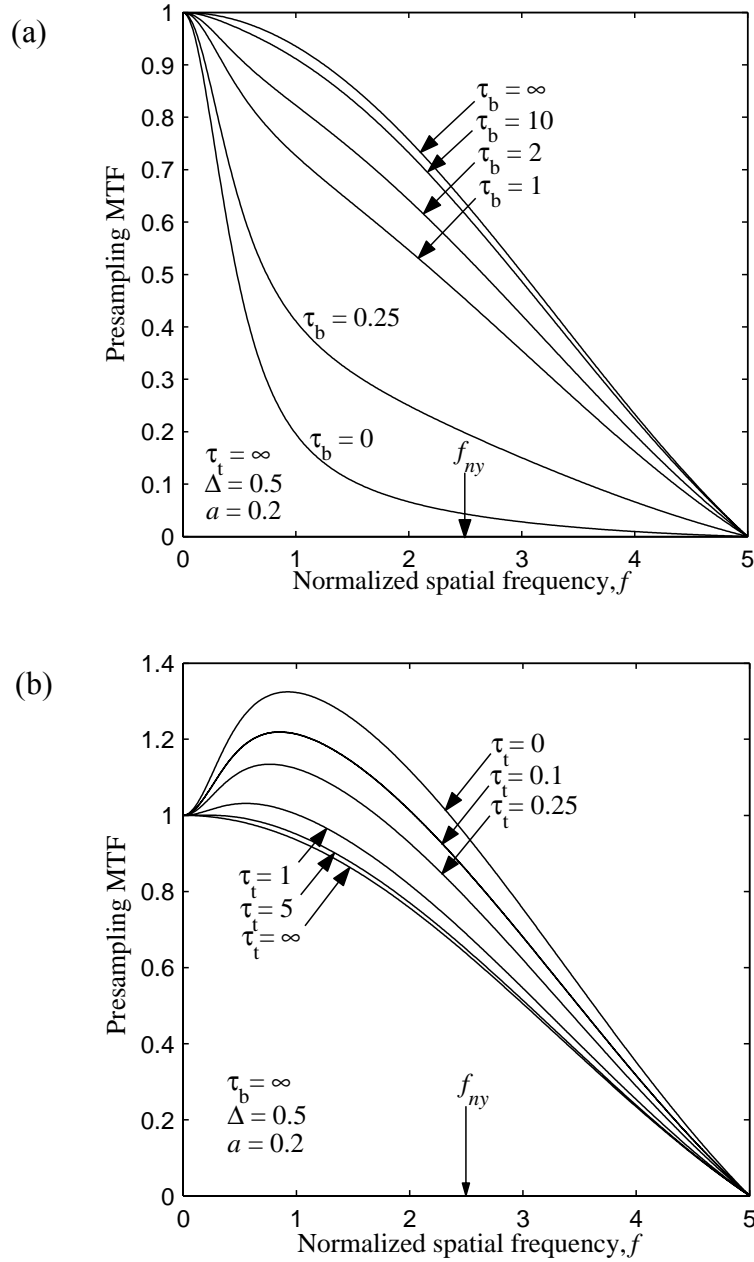 (a)
1
0.9
0.8
0.7
0.6
0.5
0.4
0.3
0.2
0.1
0
Presampling MTF
τb = ∞
τb = 10
τb = 2
τb = 1
τb = 0.25
τb = 0
τt = ∞
Δ = 0.5
a = 0.2
fny
0 1 2 3 4 5
Normalized spatial frequency, f
(b)
1.4
1.2
1
0.8
0.6
0.4
0.2
0
Presampling MTF
τt = 0
τt = 0.1
τt = 0.25
τt = 1
τt = 5
τt = ∞
τb = ∞
Δ = 0.5
a = 0.2
fny
0 1 2 3 4 5
Normalized spatial frequency, f